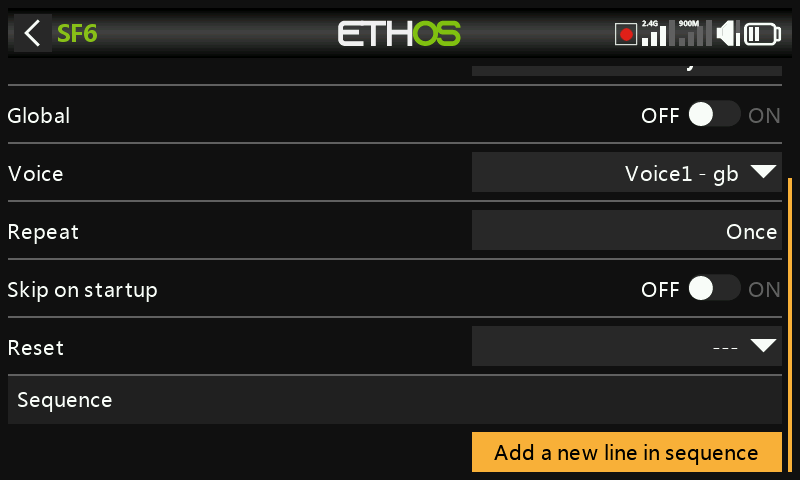 SF6
ETHOS
2.4G
900M
Global
OFF ON
Voice
Voice1 - gb
Repeat
Once
Skip on startup
OFF ON
Reset
---
Sequence
Add a new line in sequence